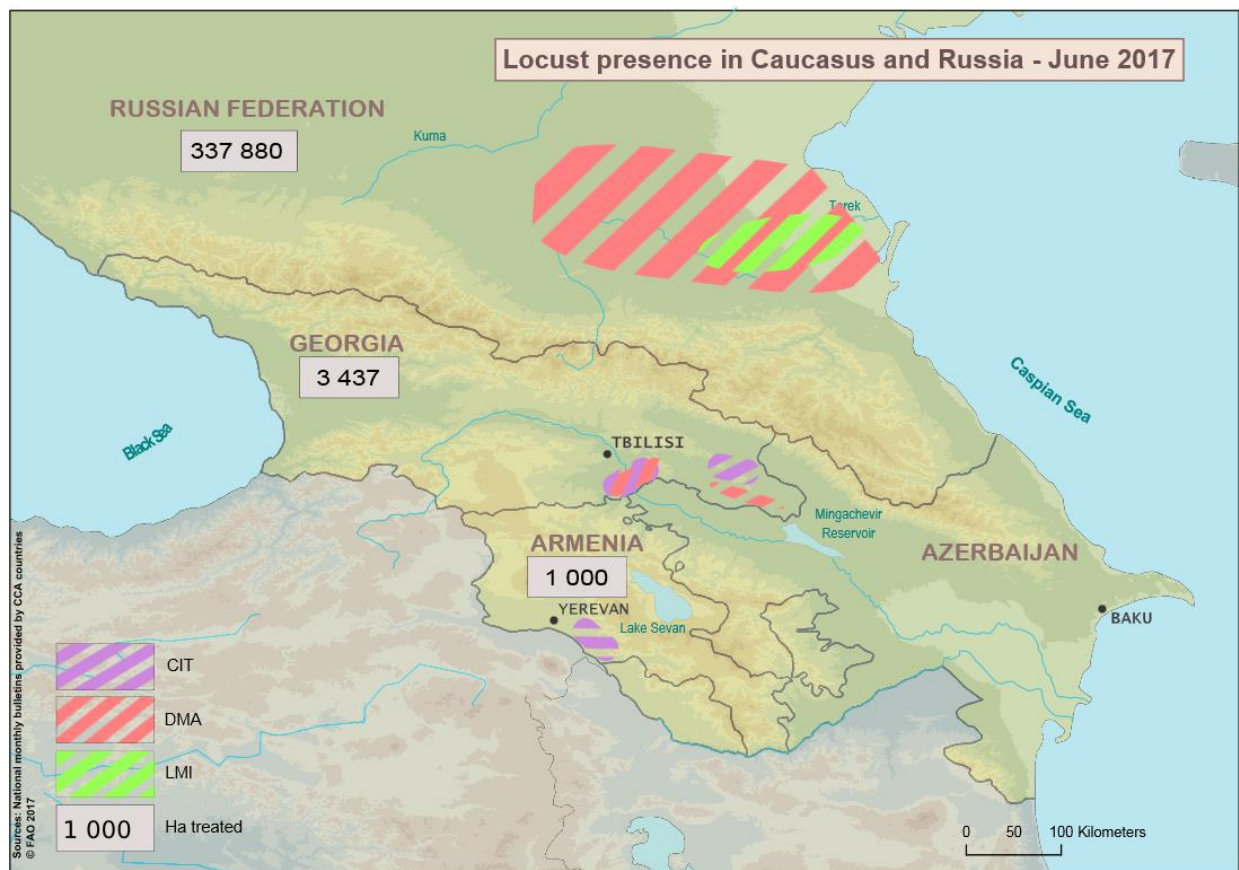 Locust presence in Caucasus and Russia - June 2017
RUSSIAN FEDERATION
337 880
Kuma
Terek
GEORGIA
3 437
Caspian Sea
Black Sea
TBILISI
Mingachevir
Reservoir
ARMENIA
1 000
AZERBAIJAN
YEREVAN
Lake Sevan
BAKU
CIT
DMA
LMI
1 000 Ha treated
0 50 100 Kilometers
Sources: National monthly bulletins provided by CCA countries
© FAO 2017